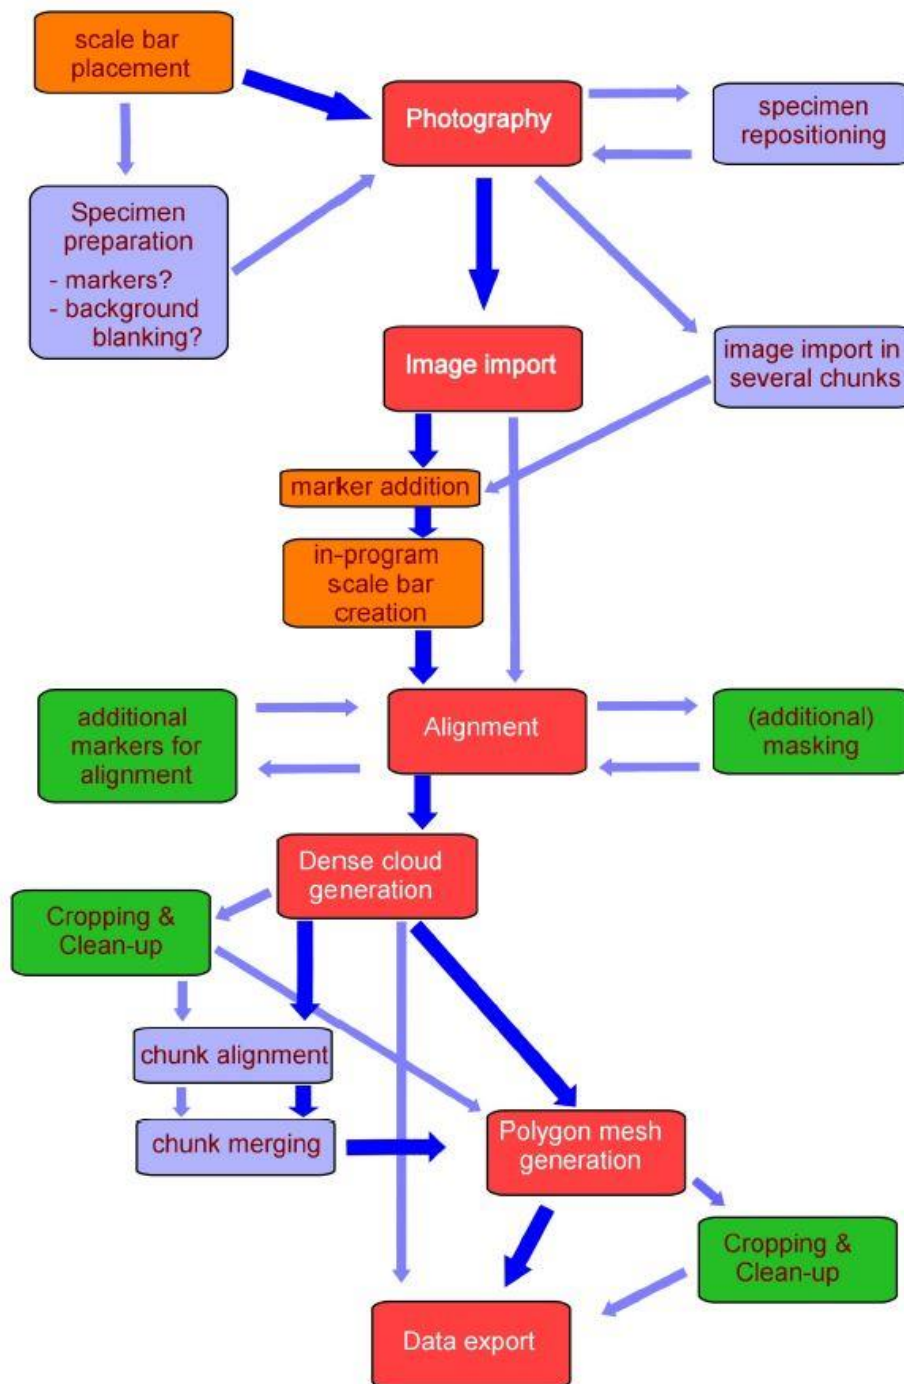 scale bar
placement
Photography
specimen
repositioning
Specimen
preparation
- markers?
- background
blanking?
Image import
image import in
several chunks
marker addition
in-program
scale bar
creation
additional
markers for
alignment
Alignment
(additional)
masking
Dense cloud
generation
Cropping &
Clean-up
chunk alignment
chunk merging
Polygon mesh
generation
Cropping &
Clean-up
Data export